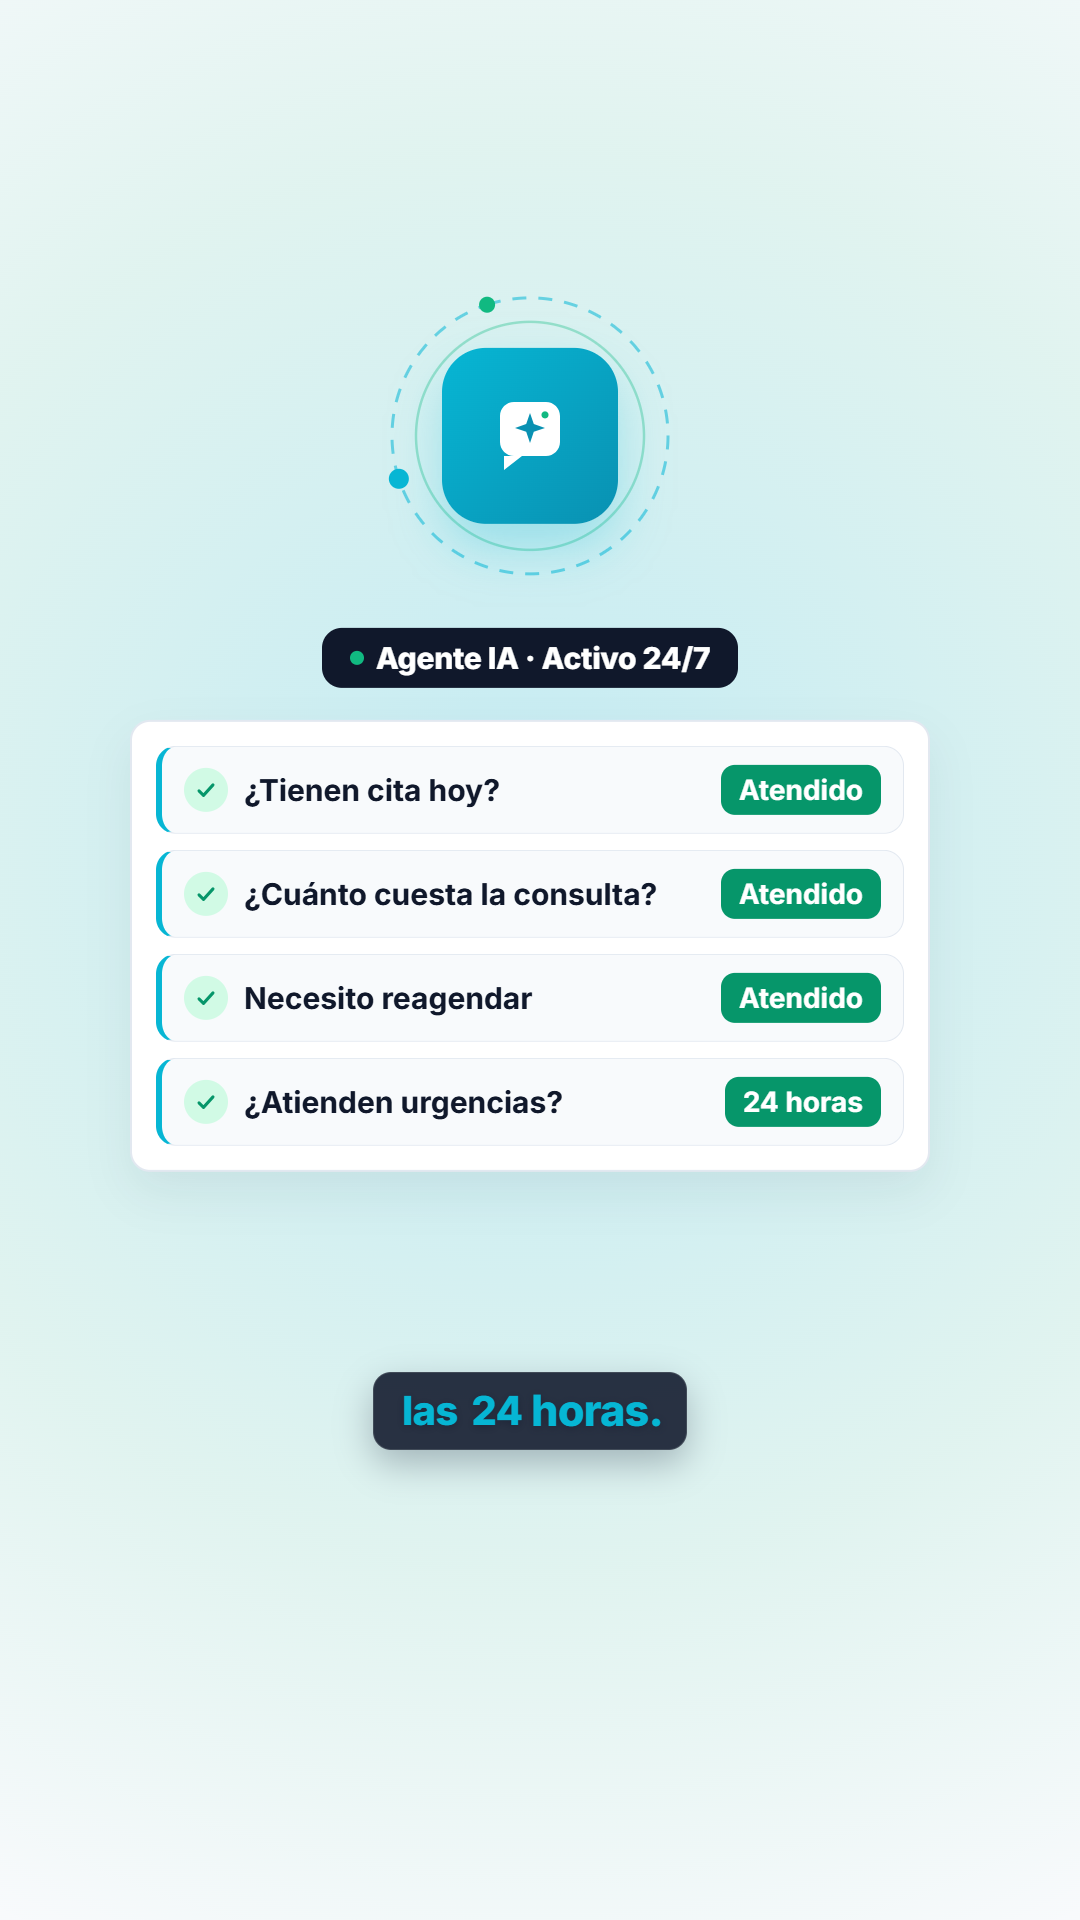 Agente IA · Activo 24/7
¿Tienen cita hoy? Atendido
¿Cuánto cuesta la consulta? Atendido
Necesito reagendar Atendido
¿Atienden urgencias? 24 horas
las 24 horas.